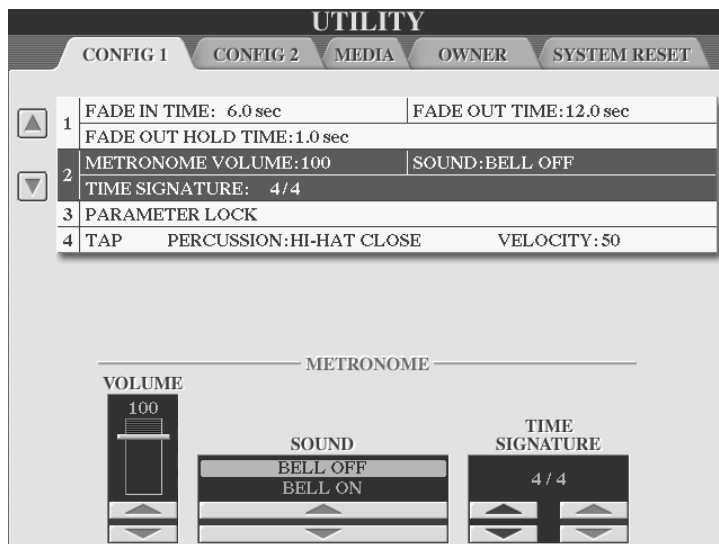 UTILITY
CONFIG 1 CONFIG 2 MEDIA OWNER SYSTEM RESET
1 FADE IN TIME: 6.0 sec FADE OUT TIME:12.0 sec
FADE OUT HOLD TIME:1.0 sec
2 METRONOME VOLUME:100 SOUND:BELL OFF
TIME SIGNATURE: 4/4
3 PARAMETER LOCK
4 TAP PERCUSSION:HI-HAT CLOSE VELOCITY:50
METRONOME
VOLUME
100
SOUND
BELL OFF
BELL ON
TIME
SIGNATURE
4/4